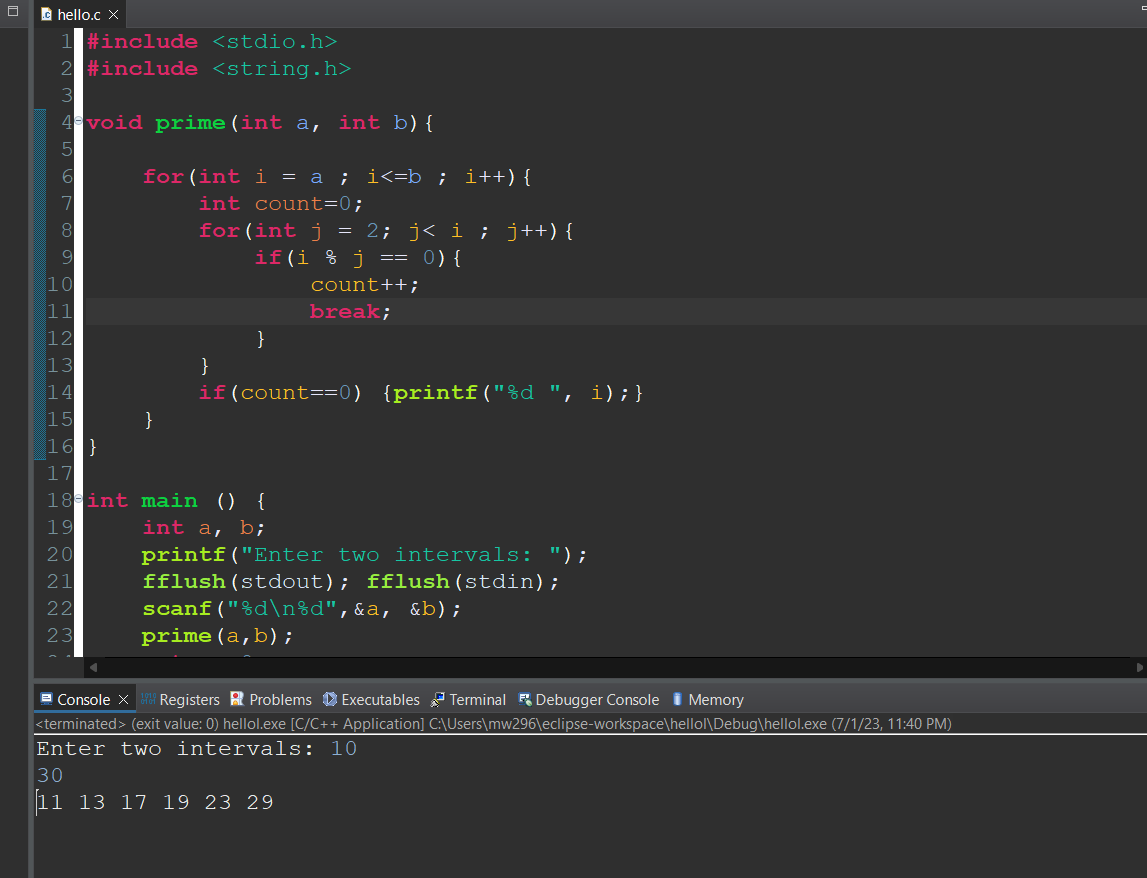 hello.c
1 #include <stdio.h>
2 #include <string.h>
3
4 void prime(int a, int b){
5
6 for(int i = a ; i<=b ; i++){
7 int count=0;
8 for(int j = 2; j< i ; j++){
9 if(i % j == 0){
10 count++;
11 break;
12 }
13 }
14 if(count==0) {printf("%d ", i);}
15 }
16 }
17
18 int main () {
19 int a, b;
20 printf("Enter two intervals: ");
21 fflush(stdout); fflush(stdin);
22 scanf("%d\n%d",&a, &b);
23 prime(a,b);
Console Registers Problems Executables Terminal Debugger Console Memory
<terminated> (exit value: 0) hellol.exe [C/C++ Application] C:\Users\mw296\eclipse-workspace\hellol\Debug\hellol.exe (7/1/23, 11:40 PM)
Enter two intervals: 10
30
11 13 17 19 23 29